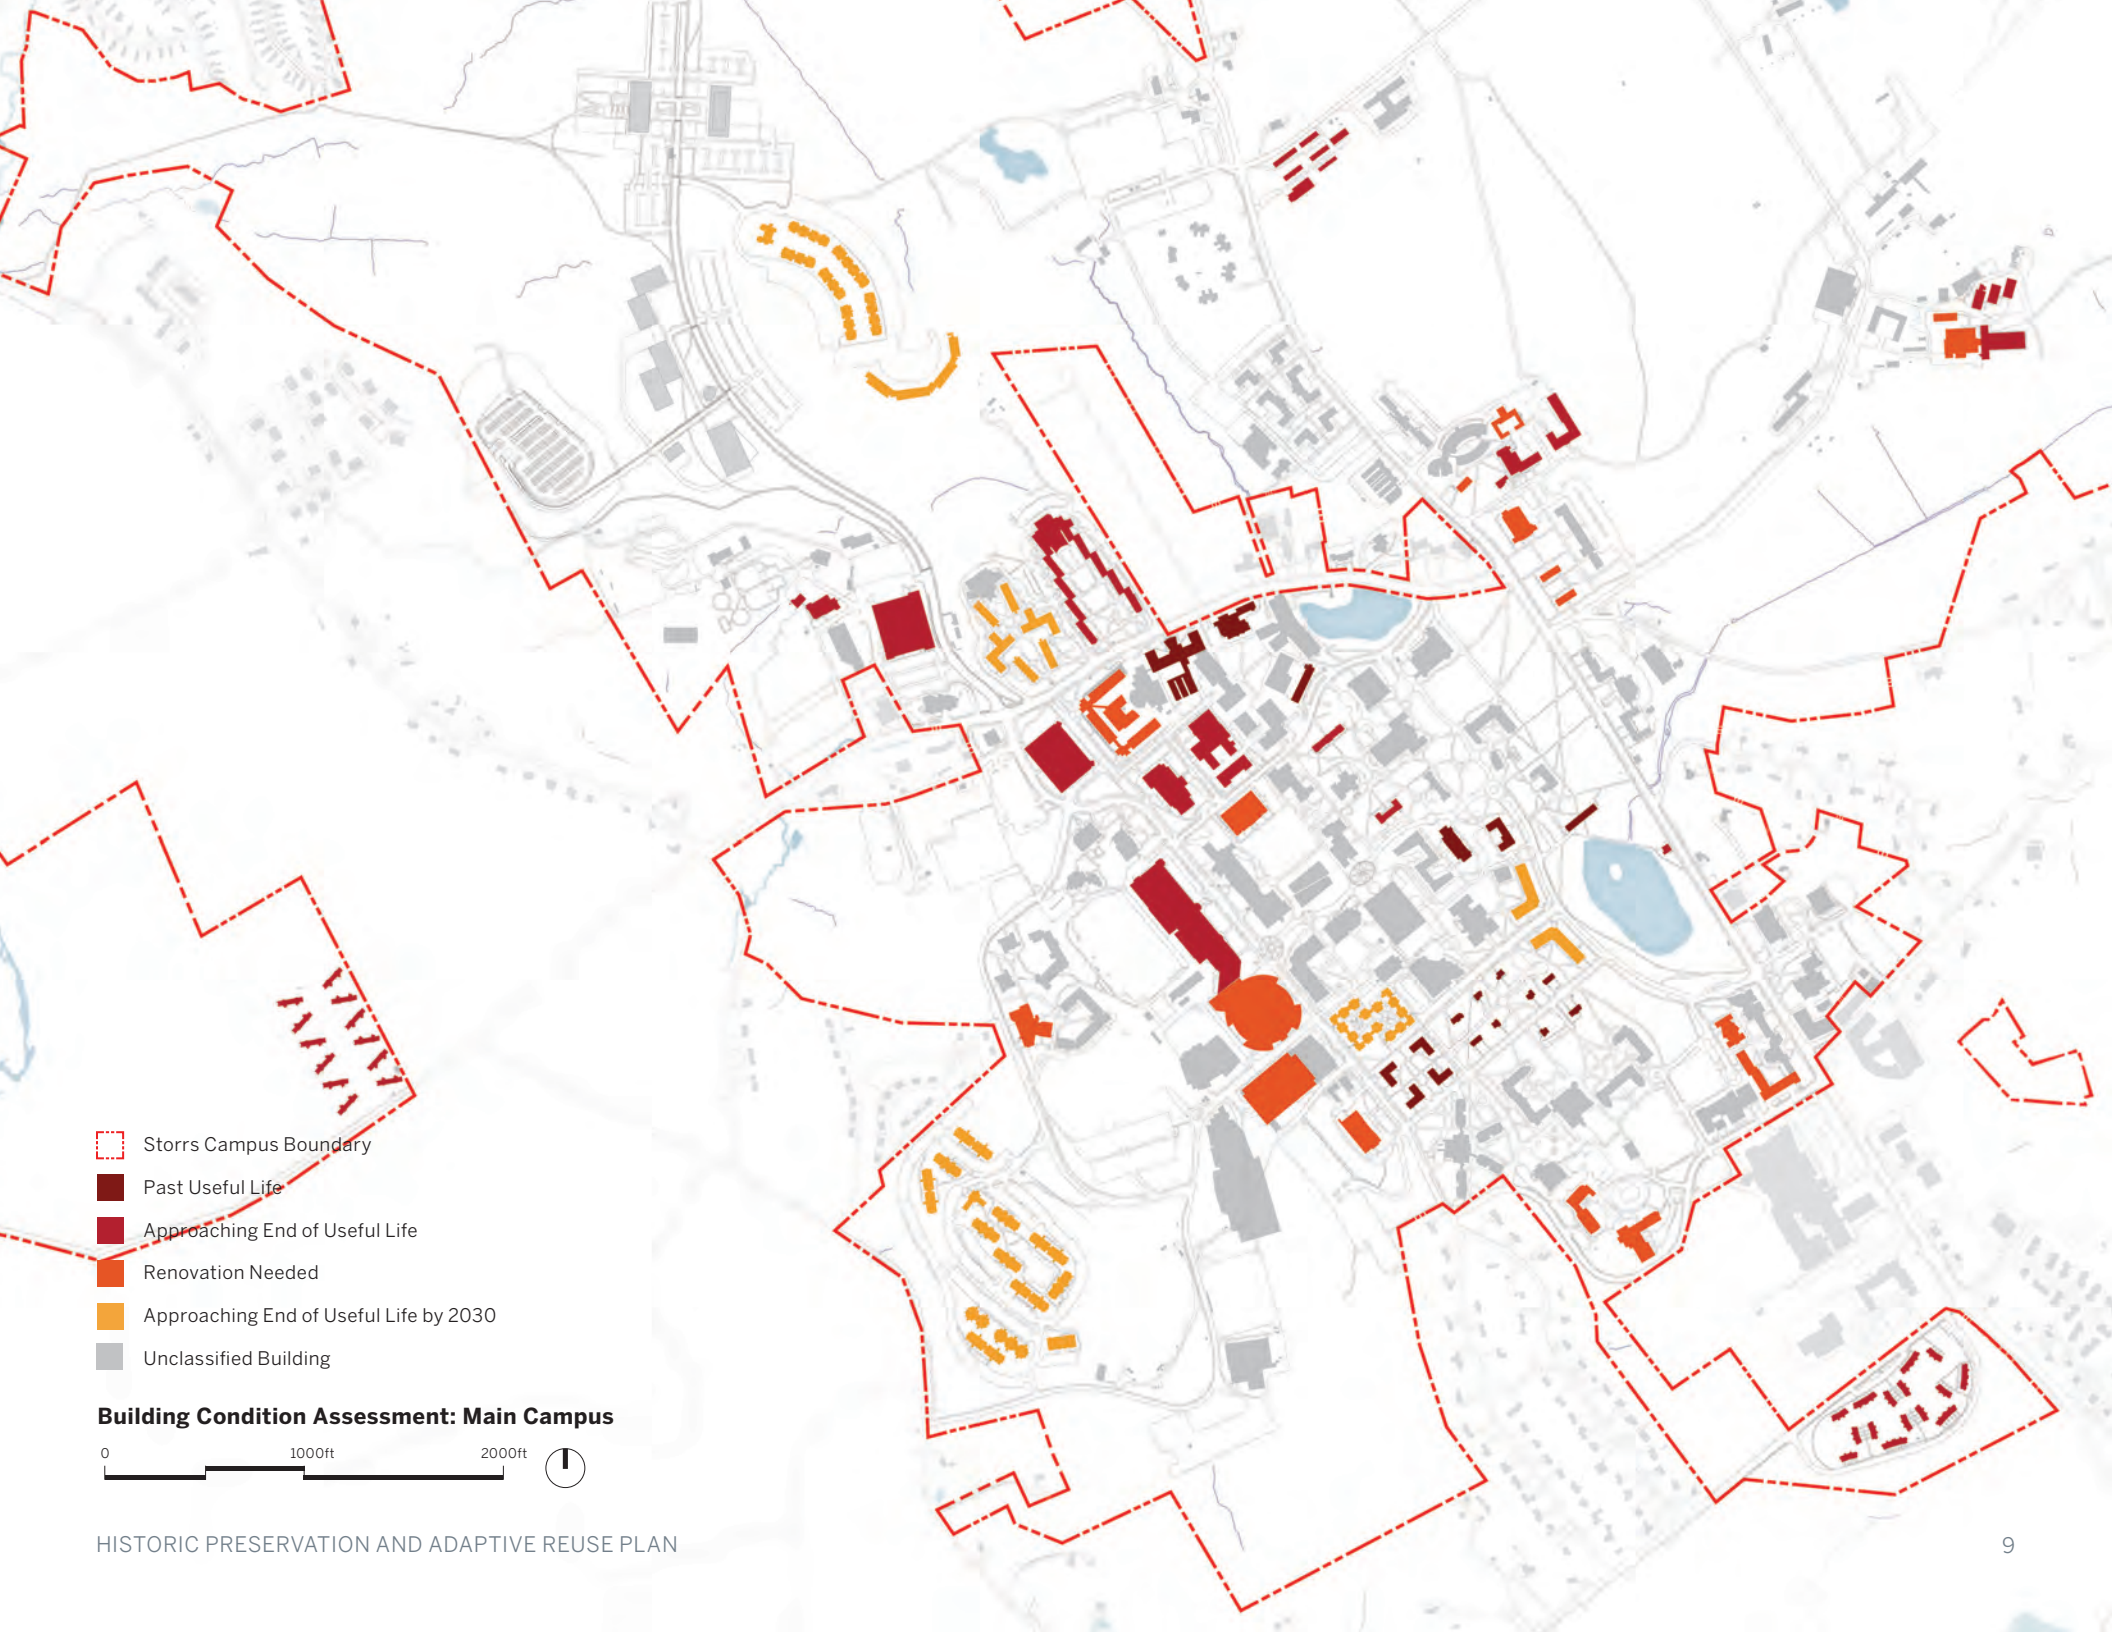 Storrs Campus Boundary
Past Useful Life
Approaching End of Useful Life
Renovation Needed
Approaching End of Useful Life by 2030
Unclassified Building
Building Condition Assessment: Main Campus
0 1000ft 2000ft
HISTORIC PRESERVATION AND ADAPTIVE REUSE PLAN
9